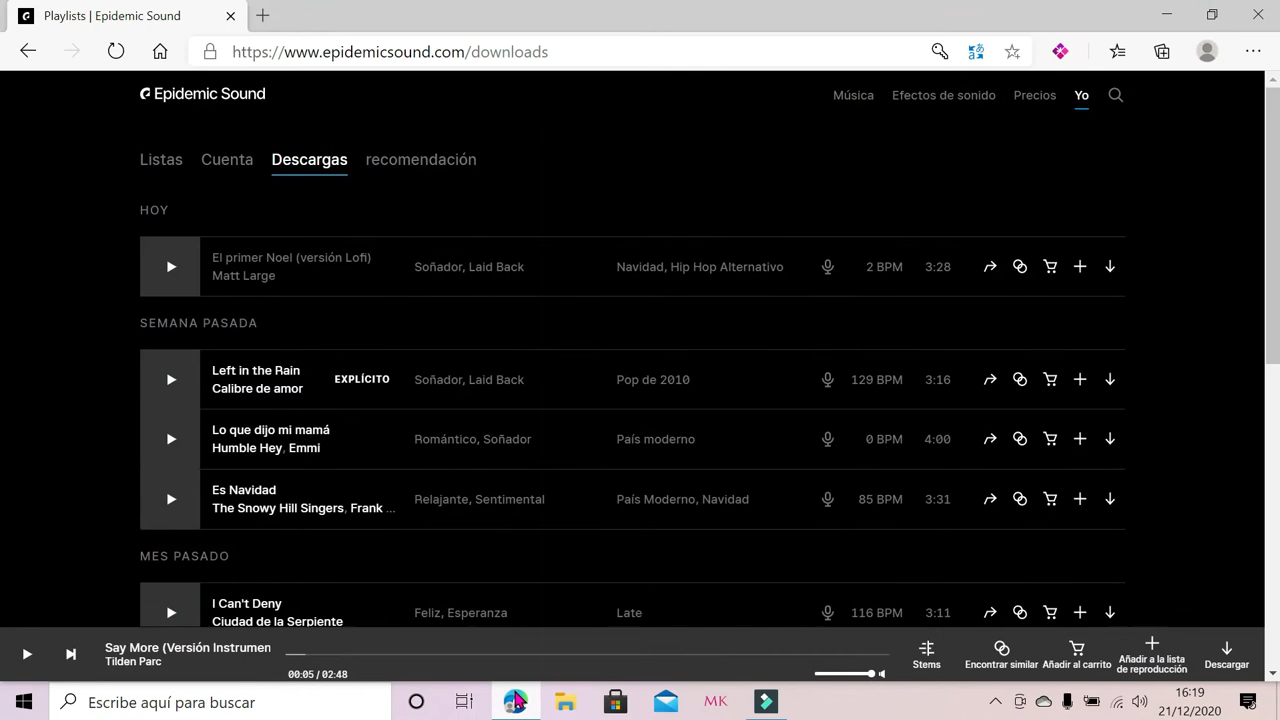 Playlists | Epidemic Sound
https://www.epidemicsound.com/downloads
Epidemic Sound
Música Efectos de sonido Precios Yo
Listas Cuenta Descargas recomendación
HOY
El primer Noel (versión Lofi)
Matt Large
Soñador, Laid Back Navidad, Hip Hop Alternativo 2 BPM 3:28
SEMANA PASADA
Left in the Rain
Calibre de amor
EXPLÍCITO Soñador, Laid Back Pop de 2010 129 BPM 3:16
Lo que dijo mi mamá
Humble Hey, Emmi
Romántico, Soñador País moderno 0 BPM 4:00
Es Navidad
The Snowy Hill Singers, Frank ...
Relajante, Sentimental País Moderno, Navidad 85 BPM 3:31
MES PASADO
I Can't Deny
Ciudad de la Serpiente
Feliz, Esperanza Late 116 BPM 3:11
Say More (Versión Instrumen
Tilden Parc
00:05 / 02:48
Stems
Encontrar similar
Añadir al carrito
Añadir a la lista
de reproducción
Descargar
Escribe aquí para buscar
MK
16:19
21/12/2020